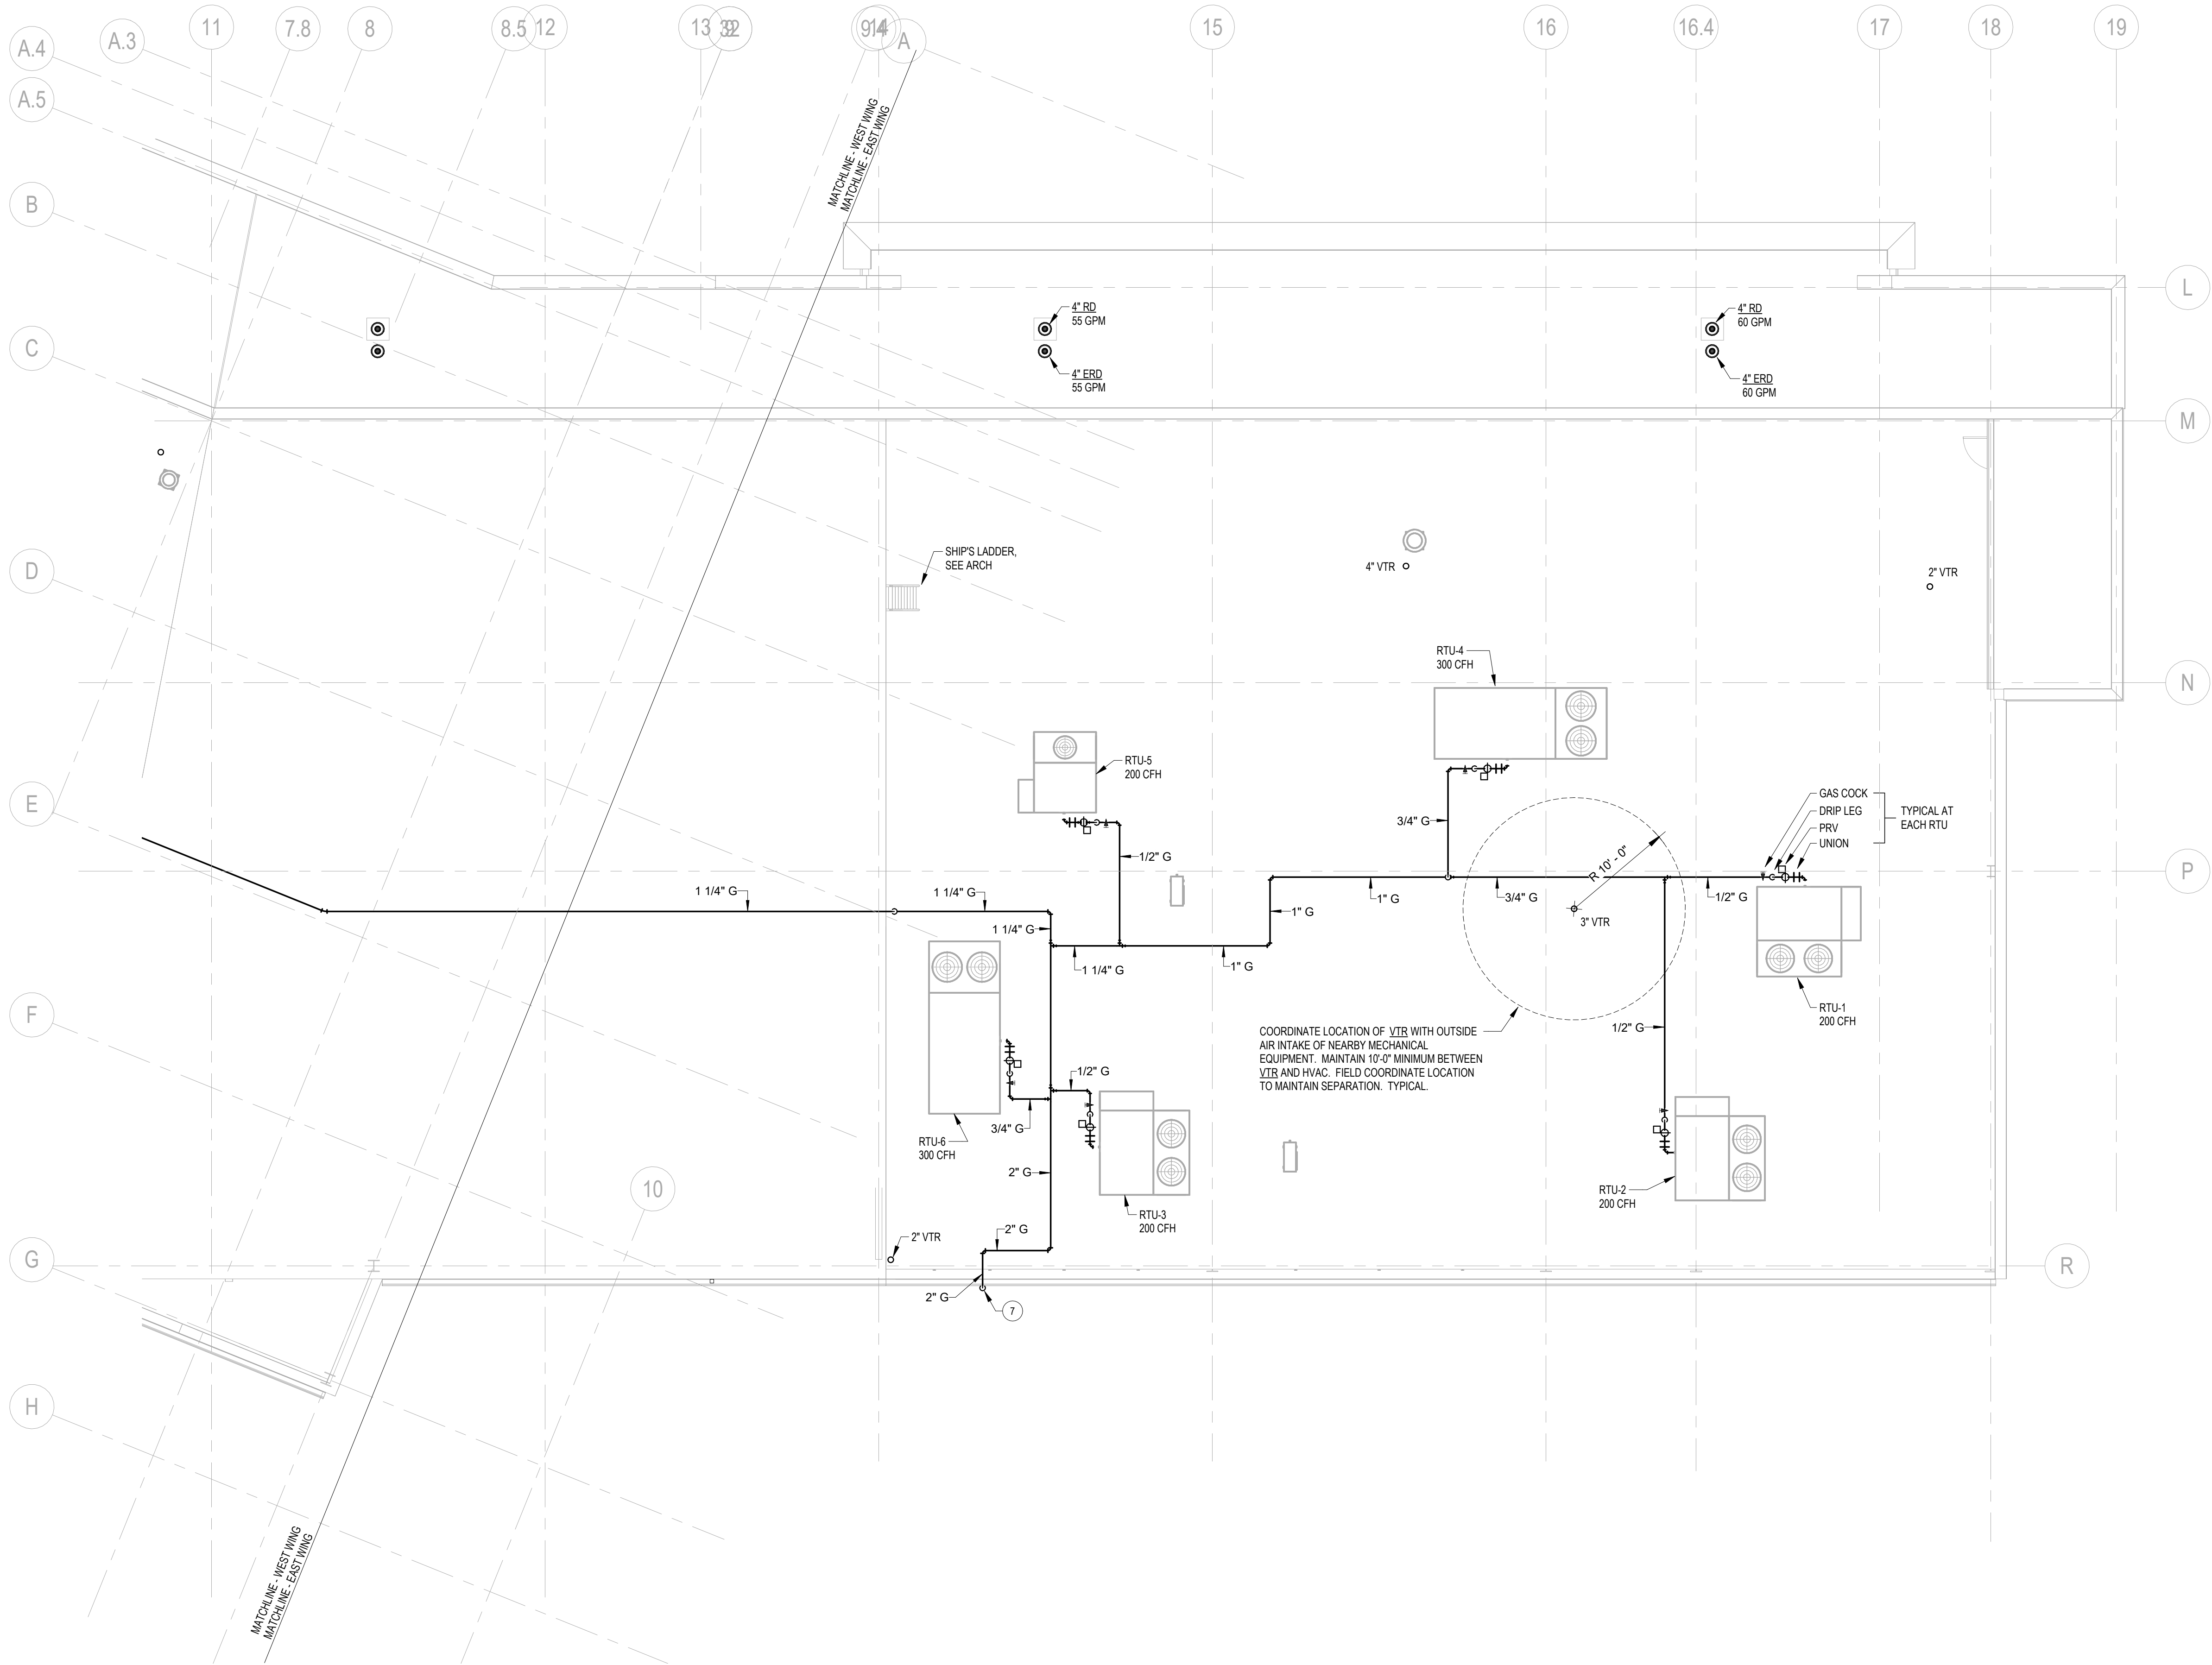 11
7.8
8
8.5
12
13
9
14
A
15
16
16.4
17
18
19
A.4
A.3
A.5
B
C
D
E
F
G
H
L
M
N
P
R
10
MATCHLINE - WEST WING
MATCHLINE - EAST WING
4" RD
55 GPM
4" ERD
55 GPM
4" RD
60 GPM
4" ERD
60 GPM
SHIP'S LADDER,
SEE ARCH
4" VTR
2" VTR
RTU-4
300 CFH
RTU-5
200 CFH
3/4" G
GAS COCK
DRIP LEG
PRV
UNION
TYPICAL AT
EACH RTU
1/2" G
R 10' - 0"
1 1/4" G
1 1/4" G
1" G
3/4" G
1/2" G
1" G
3" VTR
1 1/4" G
1 1/4" G
1" G
RTU-1
200 CFH
COORDINATE LOCATION OF VTR WITH OUTSIDE
AIR INTAKE OF NEARBY MECHANICAL
EQUIPMENT. MAINTAIN 10'-0" MINIMUM BETWEEN
VTR AND HVAC. FIELD COORDINATE LOCATION
TO MAINTAIN SEPARATION. TYPICAL.
1/2" G
1/2" G
3/4" G
RTU-6
300 CFH
2" G
RTU-3
200 CFH
RTU-2
200 CFH
2" VTR
2" G
2" G
7
MATCHLINE - WEST WING
MATCHLINE - EAST WING